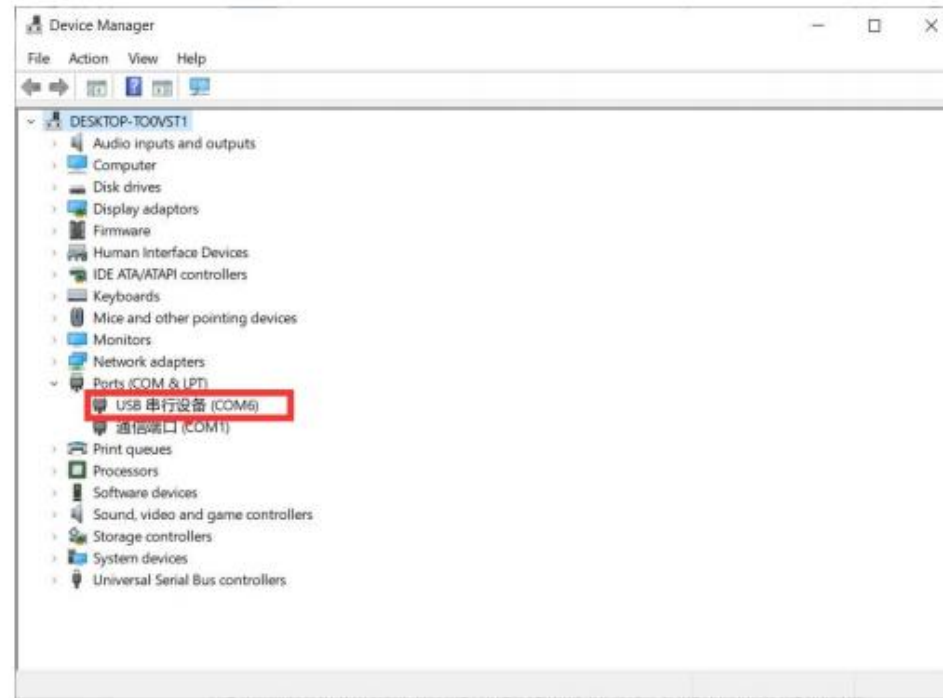 Device Manager
File Action View Help
DESKTOP-TO0VST1
Audio inputs and outputs
Computer
Disk drives
Display adaptors
Firmware
Human Interface Devices
IDE ATA/ATAPI controllers
Keyboards
Mice and other pointing devices
Monitors
Network adapters
Ports (COM & LPT)
USB 串行设备 (COM6)
通信端口 (COM1)
Print queues
Processors
Software devices
Sound, video and game controllers
Storage controllers
System devices
Universal Serial Bus controllers